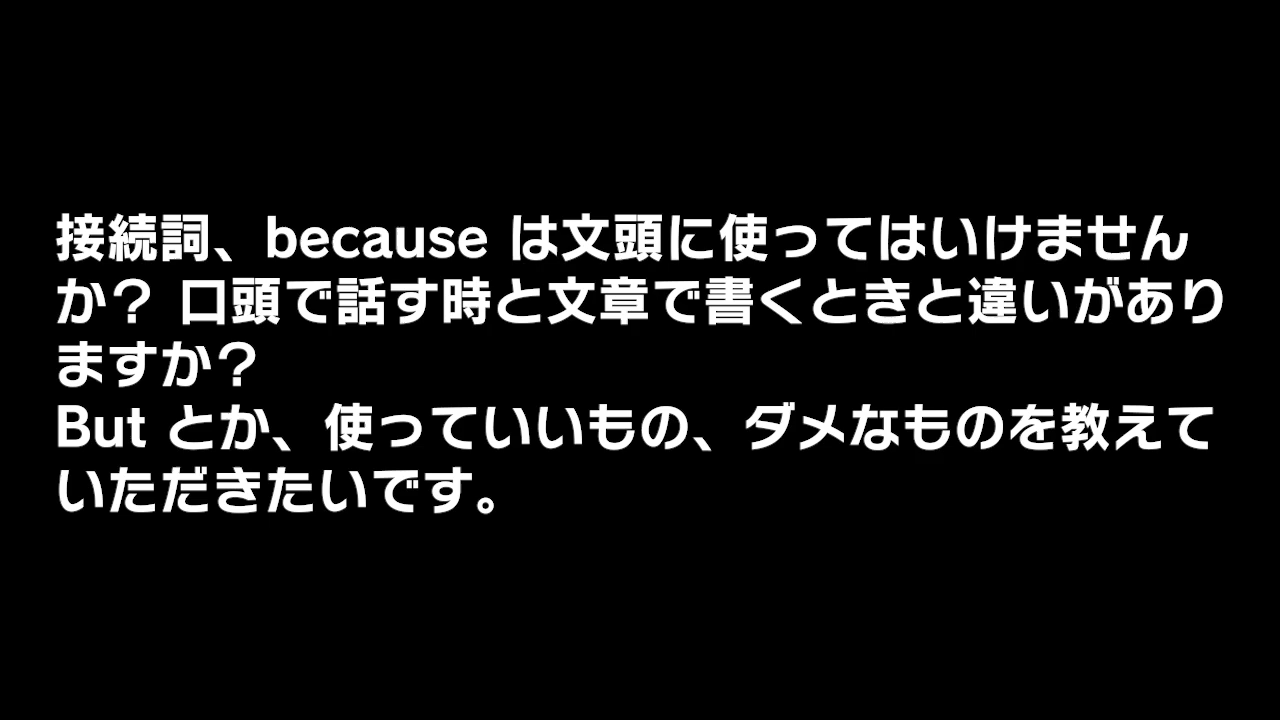 接続詞、because は文頭に使ってはいけません
か? 口頭で話す時と文章で書くときと違いがあり
ますか?
But とか、使っていいもの、ダメなものを教えて
いただきたいです。